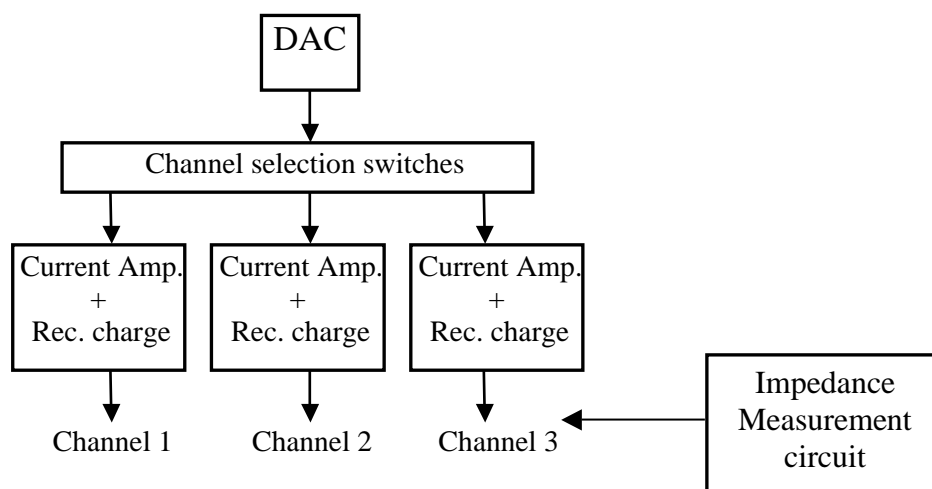 DAC
Channel selection switches
Current Amp.
+
Rec. charge
Current Amp.
+
Rec. charge
Current Amp.
+
Rec. charge
Impedance
Measurement
circuit
Channel 1
Channel 2
Channel 3